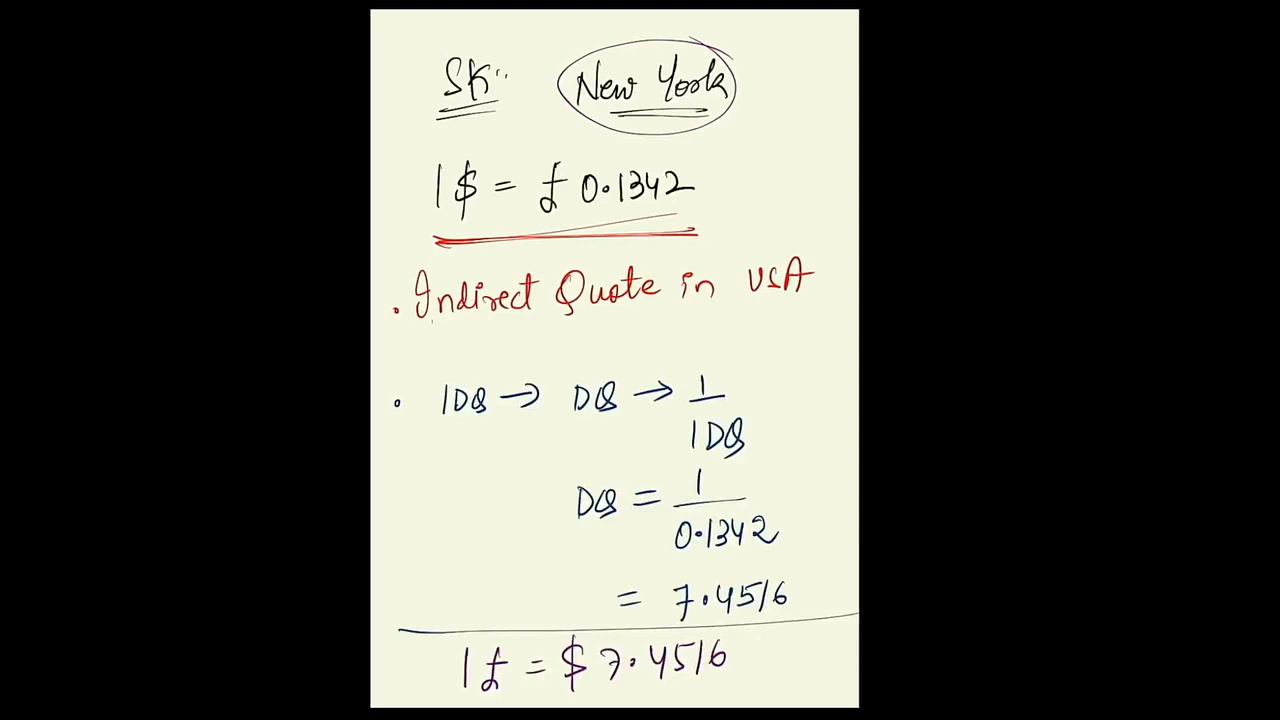 SK:- New York
1$ = £ 0.1342
. Indirect Quote in USA
. IDQ → DQ → 1/IDQ
DQ = 1/0.1342
= 7.4516
1£ = $ 7.4516